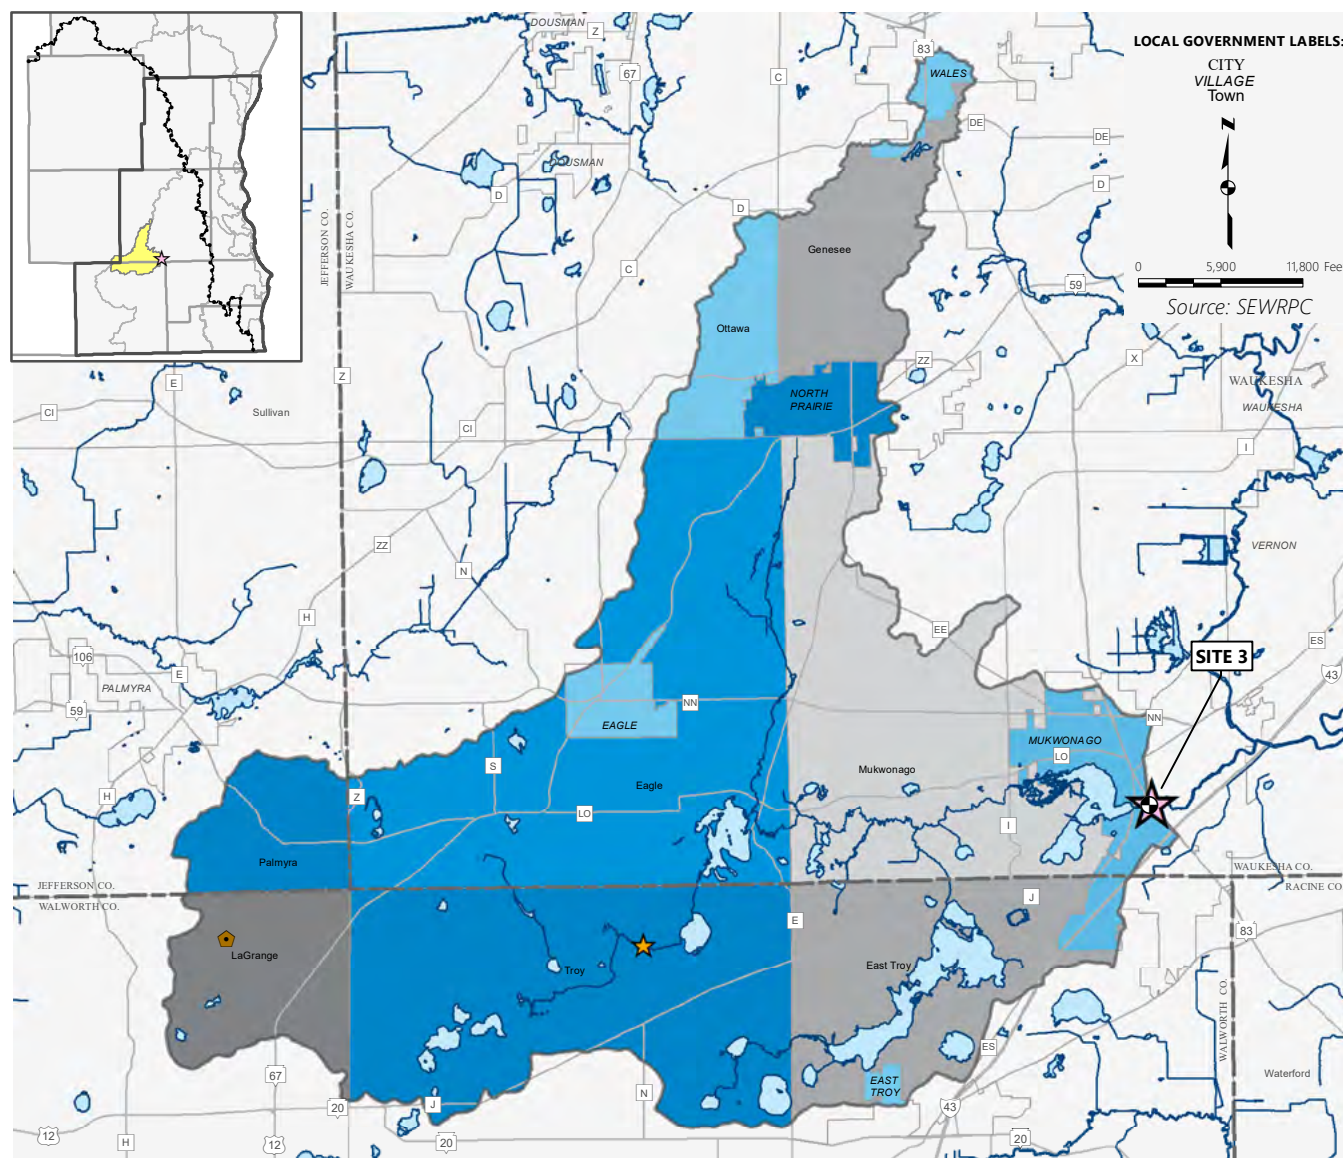 DOUSMAN
Z
67
C
83
WALES
LOCAL GOVERNMENT LABELS:
CITY
VILLAGE
Town
N
0 5,900 11,800 Fee
Source: SEWRPC
DE
DE
D
DOUSMAN
D
D
C
JEFFERSON CO.
WAUKESHA CO.
Genesee
59
Ottawa
X
ZZ
Z
E
CI
Sullivan
CI
NORTH
PRAIRIE
WAUKESHA
WAUKESHA
I
ZZ
N
VERNON
H
EE
ES
SITE 3
43
106
E
PALMYRA
59
NN
NN
EAGLE
MUKWONAGO
LO
S
Eagle
Mukwonago
H
Z
LO
I
Palmyra
JEFFERSON CO.
WALWORTH CO.
WAUKESHA CO.
RACINE CO
J
E
83
LaGrange
Troy
East Troy
WALWORTH CO.
ES
67
EAST
TROY
Waterford
N
J
20
43
12
H
12
20
20